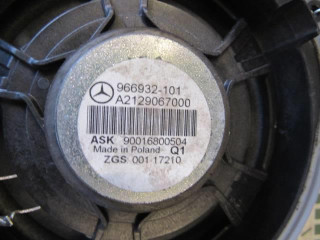 966932-101
A2129067000
ASK 90016800504
Made in Poland Q1
ZGS 001 17210